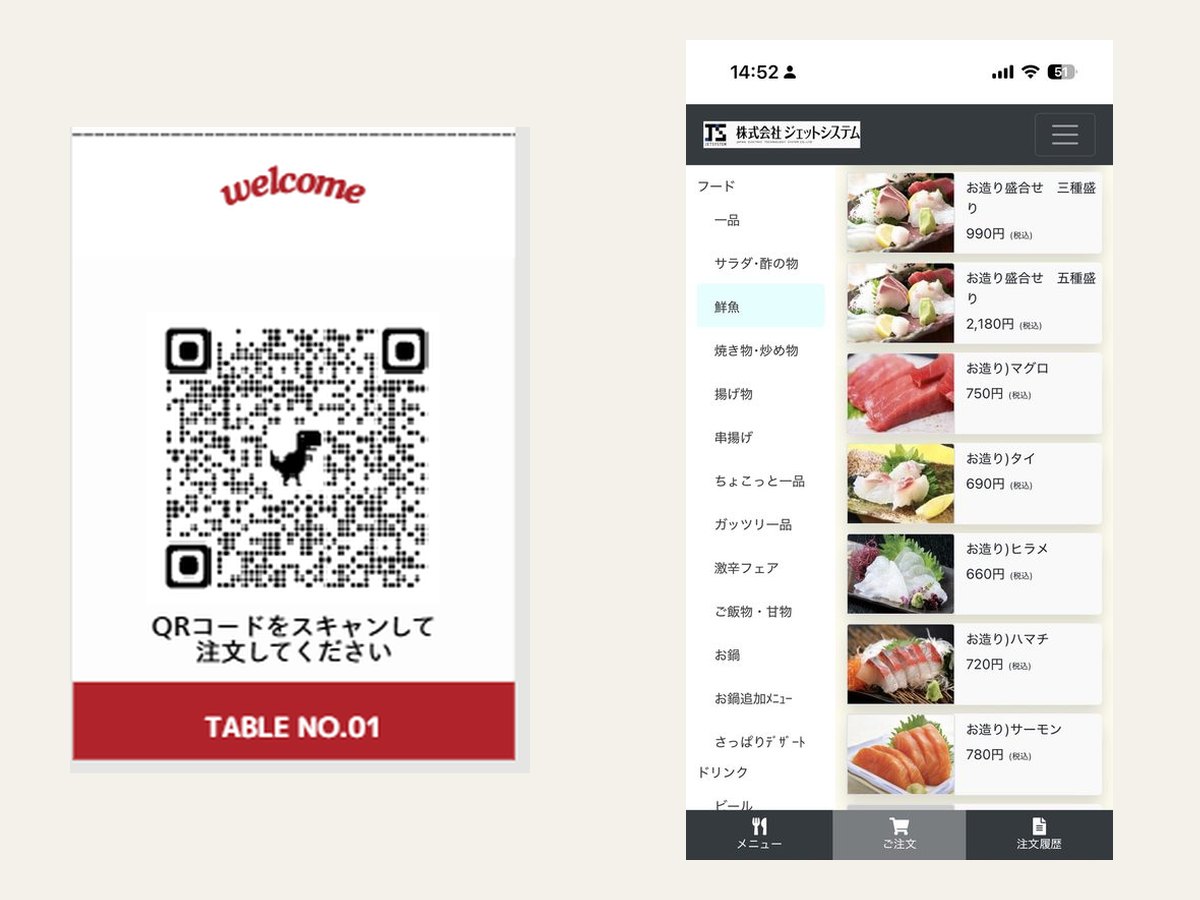 welcome
QRコードをスキャンして
注文してください
TABLE NO.01
14:52
51
株式会社 ジェットシステム
フード
一品
サラダ･酢の物
鮮魚
焼き物･炒め物
揚げ物
串揚げ
ちょこっと一品
ガッツリ一品
激辛フェア
ご飯物・甘物
お鍋
お鍋追加ﾒﾆｭｰ
さっぱりﾃﾞｻﾞｰﾄ
ドリンク
ビール
お造り盛合せ　三種盛
り
990円 (税込)
お造り盛合せ　五種盛
り
2,180円 (税込)
お造り)マグロ
750円 (税込)
お造り)タイ
690円 (税込)
お造り)ヒラメ
660円 (税込)
お造り)ハマチ
720円 (税込)
お造り)サーモン
780円 (税込)
メニュー
ご注文
注文履歴